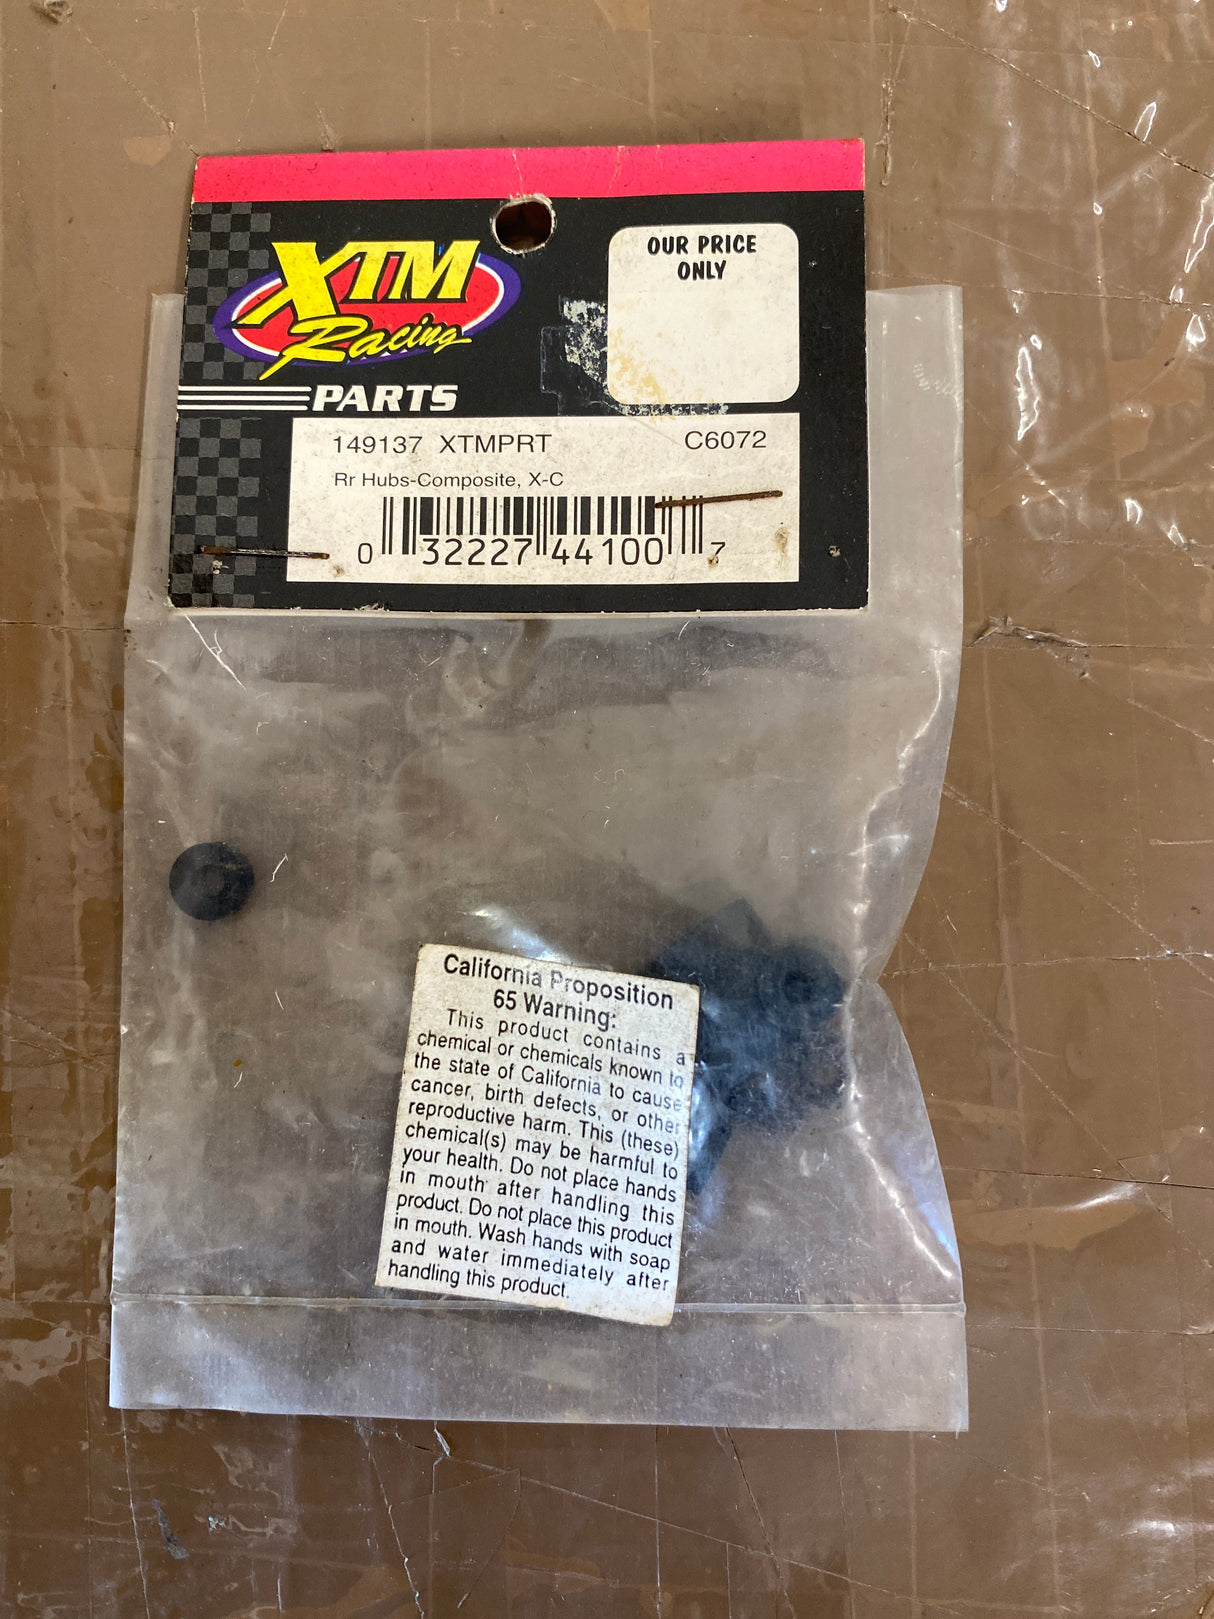 XTM
Racing
PARTS
OUR PRICE
ONLY
149137 XTMPRT C6072
Rr Hubs-Composite, X-C
0 32227 44100 7
California Proposition
65 Warning:
This product contains a
chemical or chemicals known to
the state of California to cause
cancer, birth defects, or other
reproductive harm. This (these)
chemical(s) may be harmful to
your health. Do not place hands
in mouth after handling this
product. Do not place this product
in mouth. Wash hands with soap
and water immediately after
handling this product.